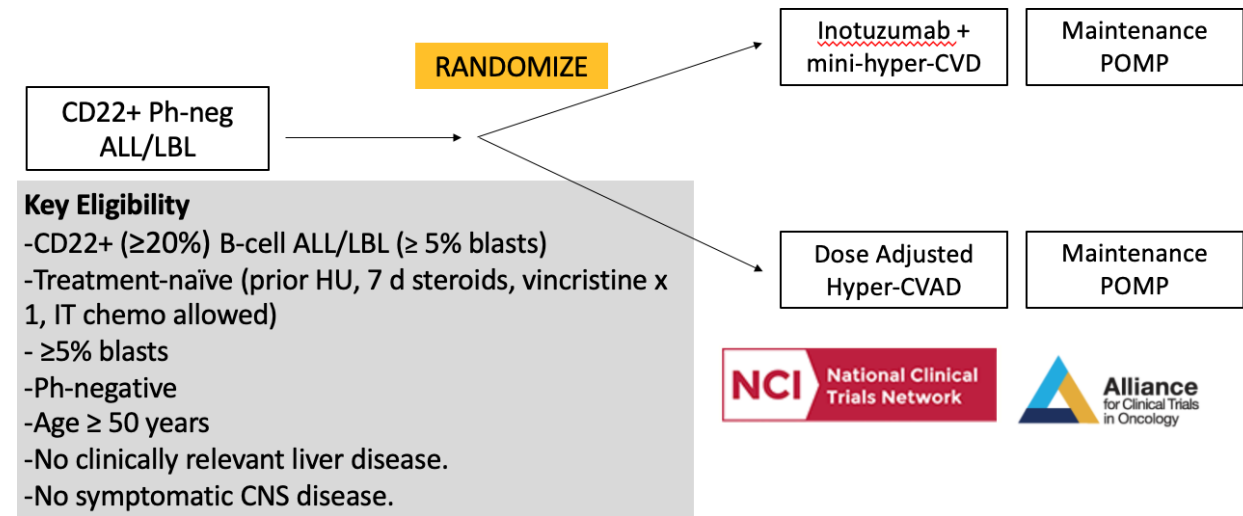 RANDOMIZE
CD22+ Ph-neg
ALL/LBL
Inotuzumab +
mini-hyper-CVD
Maintenance
POMP
Key Eligibility
-CD22+ (≥20%) B-cell ALL/LBL (≥ 5% blasts)
-Treatment-naïve (prior HU, 7 d steroids, vincristine x
1, IT chemo allowed)
- ≥5% blasts
-Ph-negative
-Age ≥ 50 years
-No clinically relevant liver disease.
-No symptomatic CNS disease.
Dose Adjusted
Hyper-CVAD
Maintenance
POMP
NCI
National Clinical
Trials Network
Alliance
for Clinical Trials
in Oncology